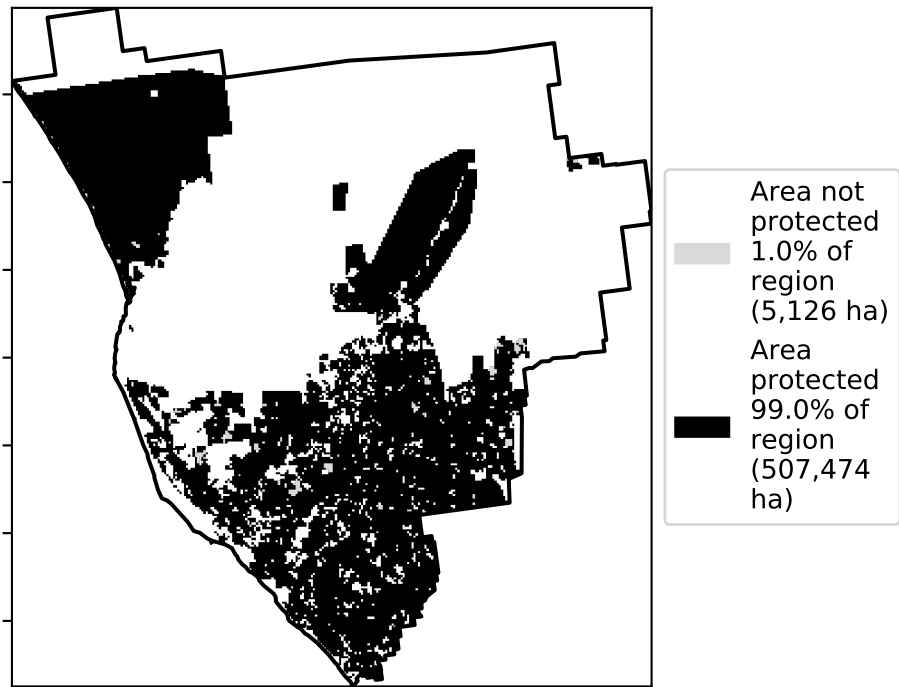 Area not
protected
1.0% of
region
(5,126 ha)
Area
protected
99.0% of
region
(507,474
ha)